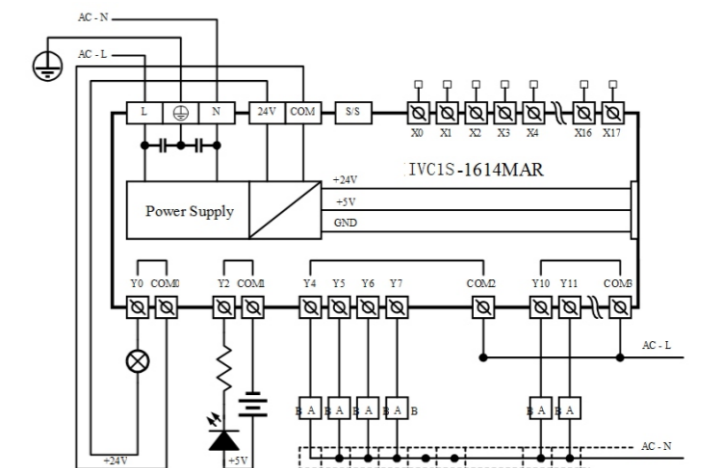 AC - N
AC - L
L N 24V COM S/S
X0 X1 X2 X3 X4 X16 X17
IVC1S-1614MAR
+24V
Power Supply
+5V
GND
Y0 COM0 Y2 COM1 Y4 Y5 Y6 Y7 COM2 Y10 Y11 COM3
AC - L
B A B A B A B A B B A B A
AC - N
+24V +5V